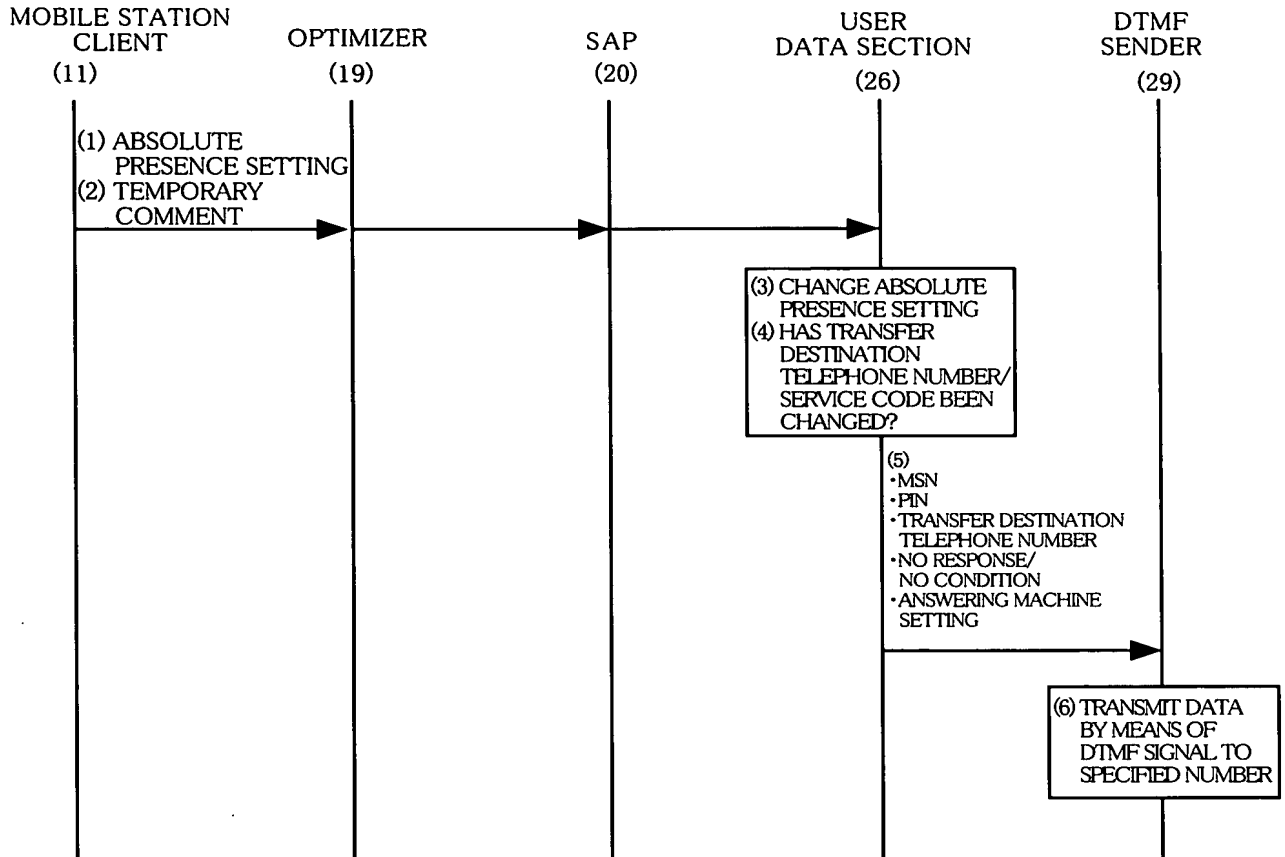 MOBILE STATION
CLIENT
(11)
OPTIMIZER
(19)
SAP
(20)
USER
DATA SECTION
(26)
DTMF
SENDER
(29)
(1) ABSOLUTE
PRESENCE SETTING
(2) TEMPORARY
COMMENT
(3) CHANGE ABSOLUTE
PRESENCE SETTING
(4) HAS TRANSFER
DESTINATION
TELEPHONE NUMBER/
SERVICE CODE BEEN
CHANGED?
(5)
·MSN
·PIN
·TRANSFER DESTINATION
TELEPHONE NUMBER
·NO RESPONSE/
NO CONDITION
·ANSWERING MACHINE
SETTING
(6) TRANSMIT DATA
BY MEANS OF
DTMF SIGNAL TO
SPECIFIED NUMBER